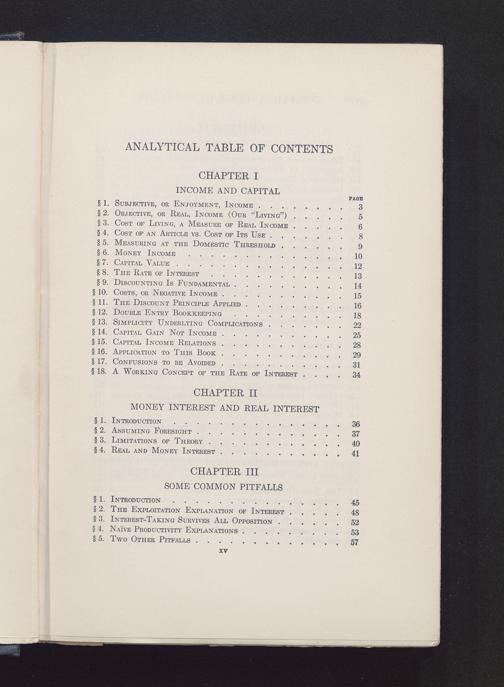 ANALYTICAL TABLE OF CONTENTS
CHAPTER I
INCOME AND CAPITAL
PAGE
§ 1. Subjective, or Enjoyment, Income . . . . . . . . 3
§ 2. Objective, or Real, Income (Our "Living") . . . . . 5
§ 3. Cost of Living, a Measure of Real Income . . . . . 6
§ 4. Cost of an Article vs. Cost of Its Use . . . . . . . 8
§ 5. Measuring at the Domestic Threshold . . . . . . 9
§ 6. Money Income . . . . . . . . . . . . . 10
§ 7. Capital Value . . . . . . . . . . . . . 12
§ 8. The Rate of Interest . . . . . . . . . . . 13
§ 9. Discounting Is Fundamental . . . . . . . . . . 14
§ 10. Costs, or Negative Income . . . . . . . . . . 15
§ 11. The Discount Principle Applied . . . . . . . . 16
§ 12. Double Entry Bookkeeping . . . . . . . . . 18
§ 13. Simplicity Underlying Complications . . . . . . . 22
§ 14. Capital Gain Not Income . . . . . . . . . . 25
§ 15. Capital Income Relations . . . . . . . . . . 28
§ 16. Application to This Book . . . . . . . . . . 29
§ 17. Confusions to be Avoided . . . . . . . . . . 31
§ 18. A Working Concept of the Rate of Interest . . . . 34
CHAPTER II
MONEY INTEREST AND REAL INTEREST
§ 1. Introduction . . . . . . . . . . . . . 36
§ 2. Assuming Foresight . . . . . . . . . . . . 37
§ 3. Limitations of Theory . . . . . . . . . . . 40
§ 4. Real and Money Interest . . . . . . . . . . 41
CHAPTER III
SOME COMMON PITFALLS
§ 1. Introduction . . . . . . . . . . . . . 45
§ 2. The Exploitation Explanation of Interest . . . . . 48
§ 3. Interest-Taking Survives All Opposition . . . . . . 52
§ 4. Naïve Productivity Explanations . . . . . . . . 53
§ 5. Two Other Pitfalls . . . . . . . . . . . . 57
xv